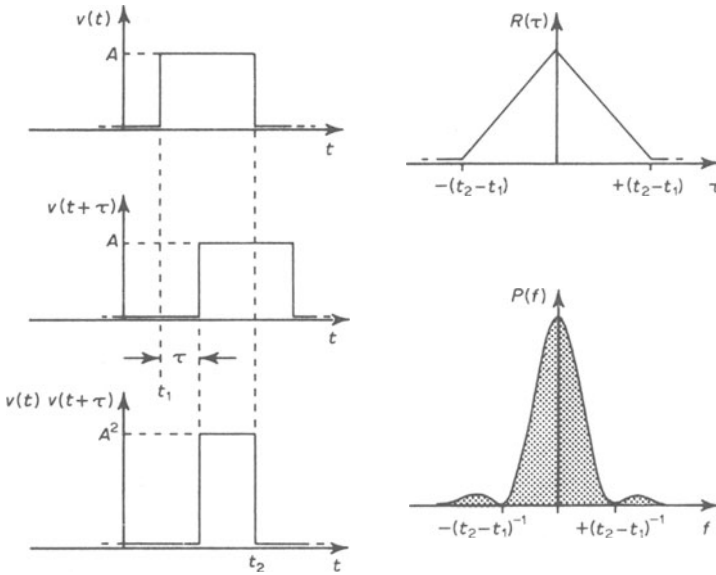 v(t)
A
t
v(t+τ)
A
t
τ
t₁
v(t) v(t+τ)
A²
t₂
t
R(τ)
-(t₂-t₁)
+(t₂-t₁)
τ
P(f)
-(t₂-t₁)⁻¹
+(t₂-t₁)⁻¹
f